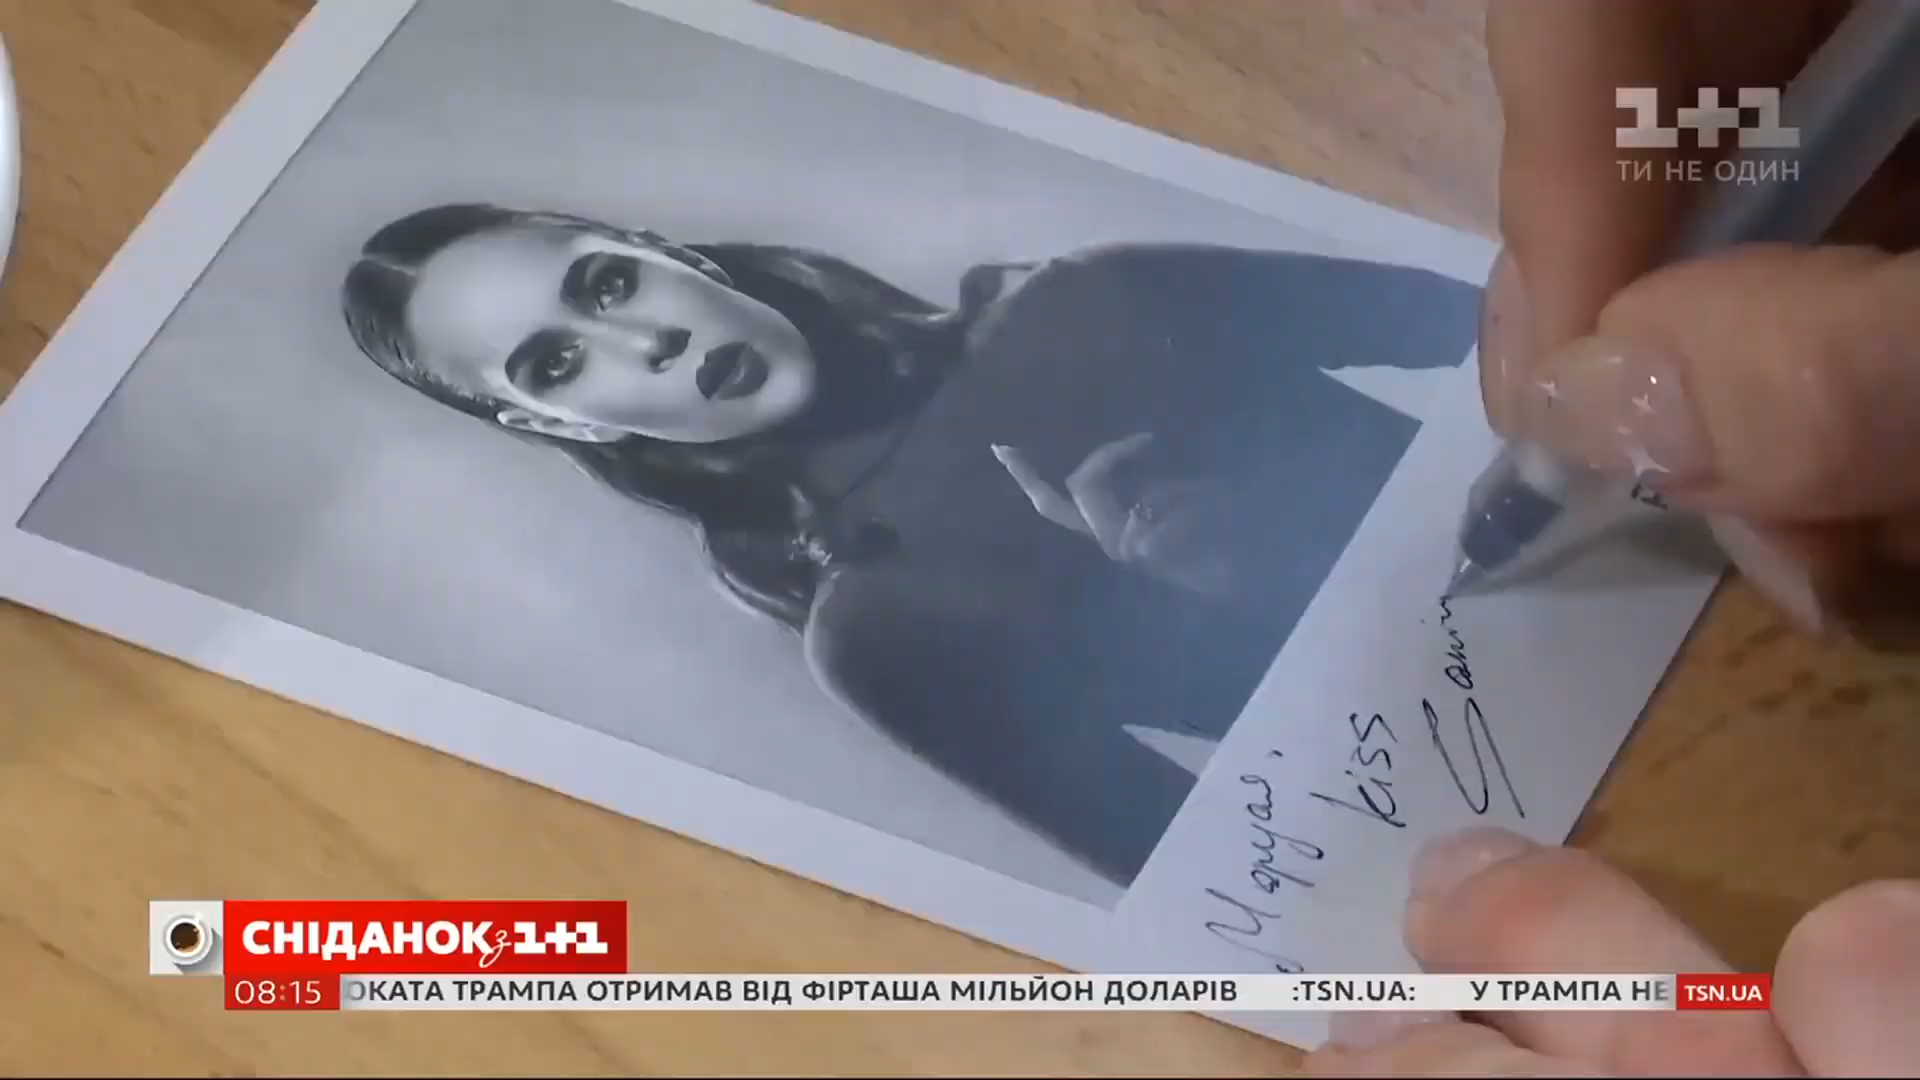 1+1
ТИ НЕ ОДИН
Маруся,
kiss
СНІДАНОК з 1+1
08:15
ОКАТА ТРАМПА ОТРИМАВ ВІД ФІРТАША МІЛЬЙОН ДОЛАРІВ :TSN.UA: У ТРАМПА НЕ
TSN.UA